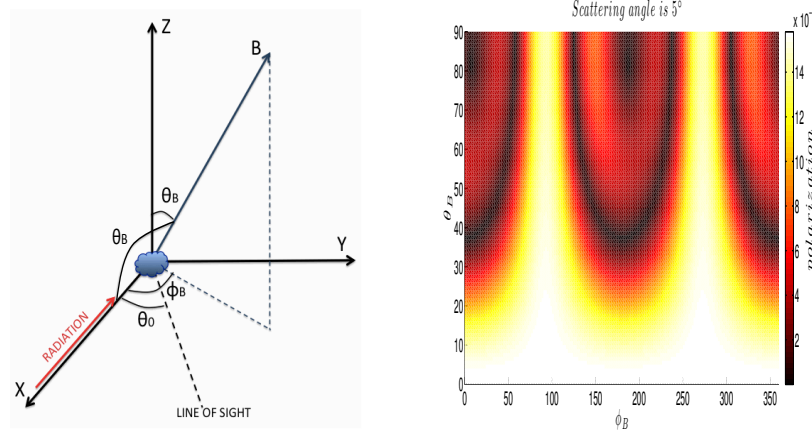 Z
B
θB
θB
Y
ΦB
θ0
RADIATION
X
LINE OF SIGHT
Scattering angle is 5°
x 10
90
80
70
60
50
40
30
20
10
0
θB
0 50 100 150 200 250 300 350
ϕB
14
12
10
8
6
4
2
polarization